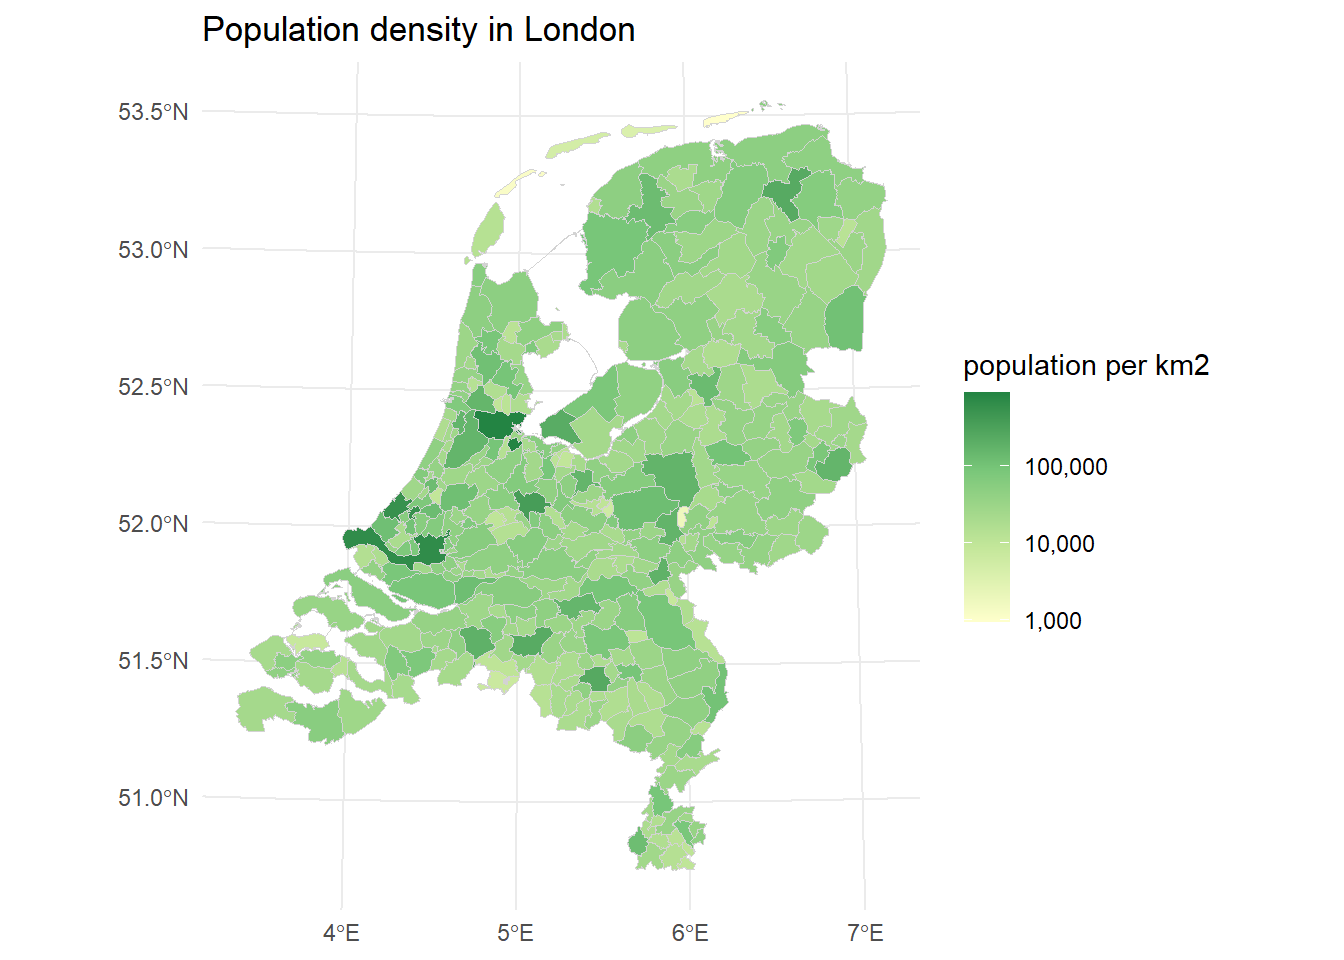 Population density in London
53.5°N
53.0°N
52.5°N
52.0°N
51.5°N
51.0°N
4°E
5°E
6°E
7°E
population per km2
100,000
10,000
1,000